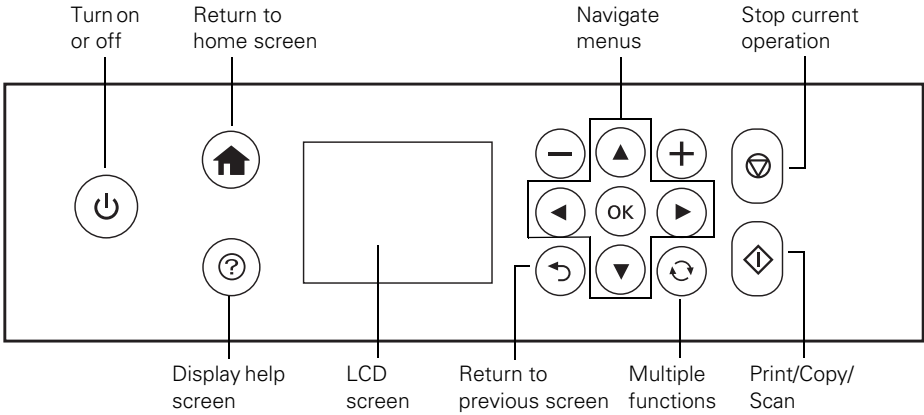 Turn on
or off
Return to
home screen
Navigate
menus
Stop current
operation
OK
Display help
screen
LCD
screen
Return to
previous screen
Multiple
functions
Print/Copy/
Scan